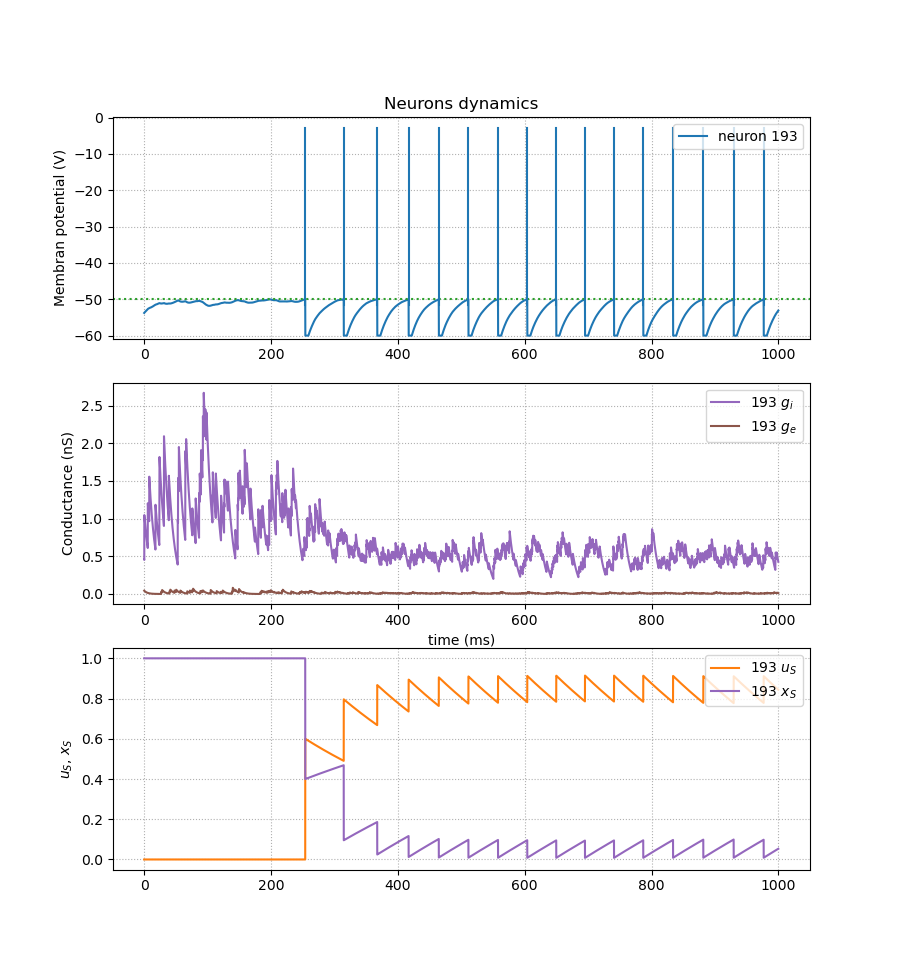 Neurons dynamics
Membran potential (V)
0
−10
−20
−30
−40
−50
−60
neuron 193
0 200 400 600 800 1000
Conductance (nS)
2.5
2.0
1.5
1.0
0.5
0.0
193 gᵢ
193 gₑ
0 200 400 600 800 1000
time (ms)
u_S, x_S
1.0
0.8
0.6
0.4
0.2
0.0
193 u_S
193 x_S
0 200 400 600 800 1000